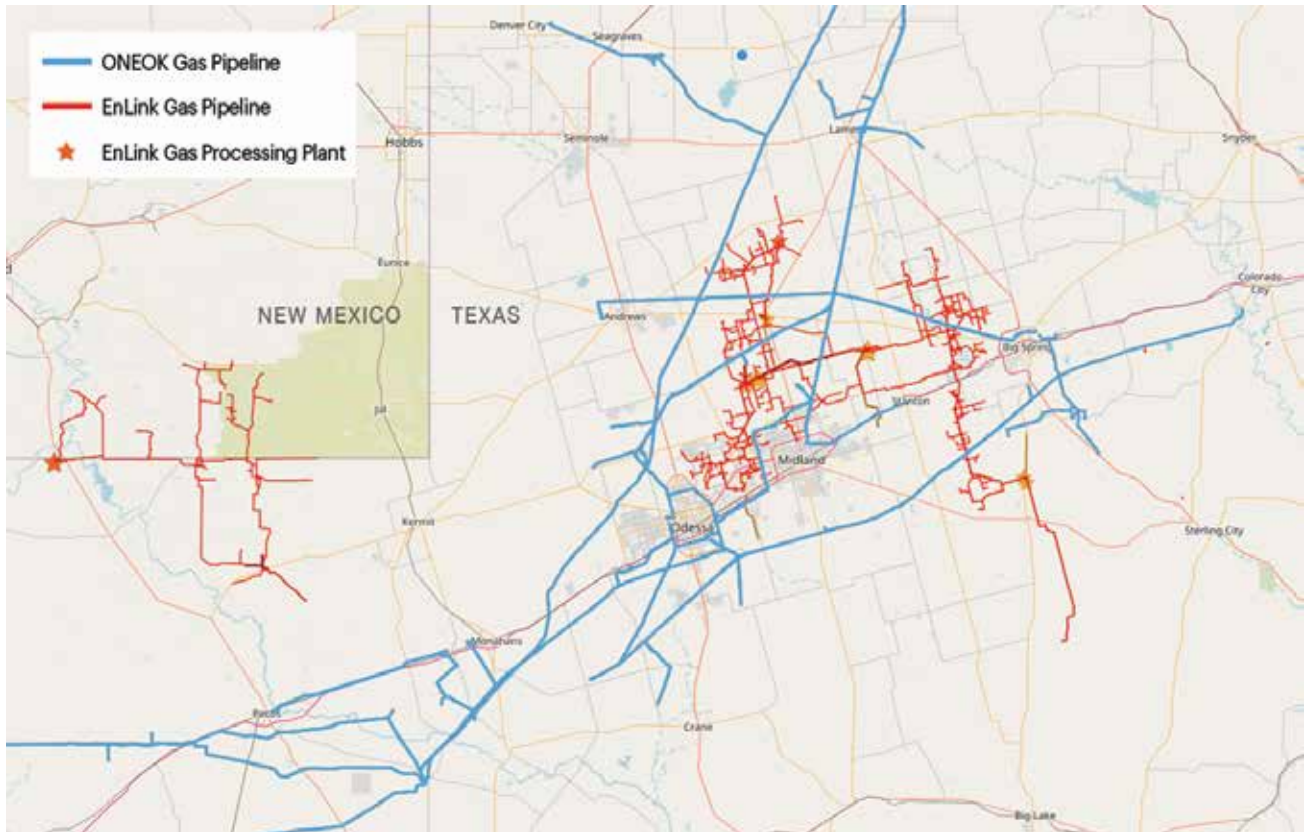 ONEOK Gas Pipeline
EnLink Gas Pipeline
EnLink Gas Processing Plant
Denver City
Seagraves
Hobbs
Seminole
Snyder
Eunice
Colorado City
NEW MEXICO
TEXAS
Andrews
Big Spring
Jal
Stanton
Midland
Kermit
Odessa
Sterling City
Monahans
Pecos
Crane
Big Lake